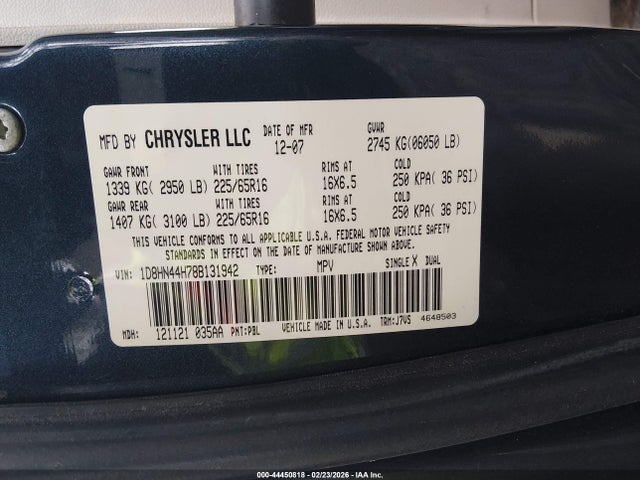 MFD BY CHRYSLER LLC DATE OF MFR 12-07 GVWR 2745 KG(06050 LB)
GAWR FRONT WITH TIRES RIMS AT COLD
1339 KG( 2950 LB) 225/65R16 16X6.5 250 KPA( 36 PSI)
GAWR REAR WITH TIRES RIMS AT COLD
1407 KG( 3100 LB) 225/65R16 16X6.5 250 KPA( 36 PSI)
THIS VEHICLE CONFORMS TO ALL APPLICABLE U.S.A. FEDERAL MOTOR VEHICLE SAFETY
STANDARDS IN EFFECT ON THE DATE OF MANUFACTURE SHOWN ABOVE.
VIN: 1D8HN44H78B131942 TYPE: MPV SINGLE X DUAL
MDH: 121121 035AA PNT:PBL VEHICLE MADE IN U.S.A. TRM:J7VS 4648503
000-44450818 - 02/23/2026 - IAA Inc.